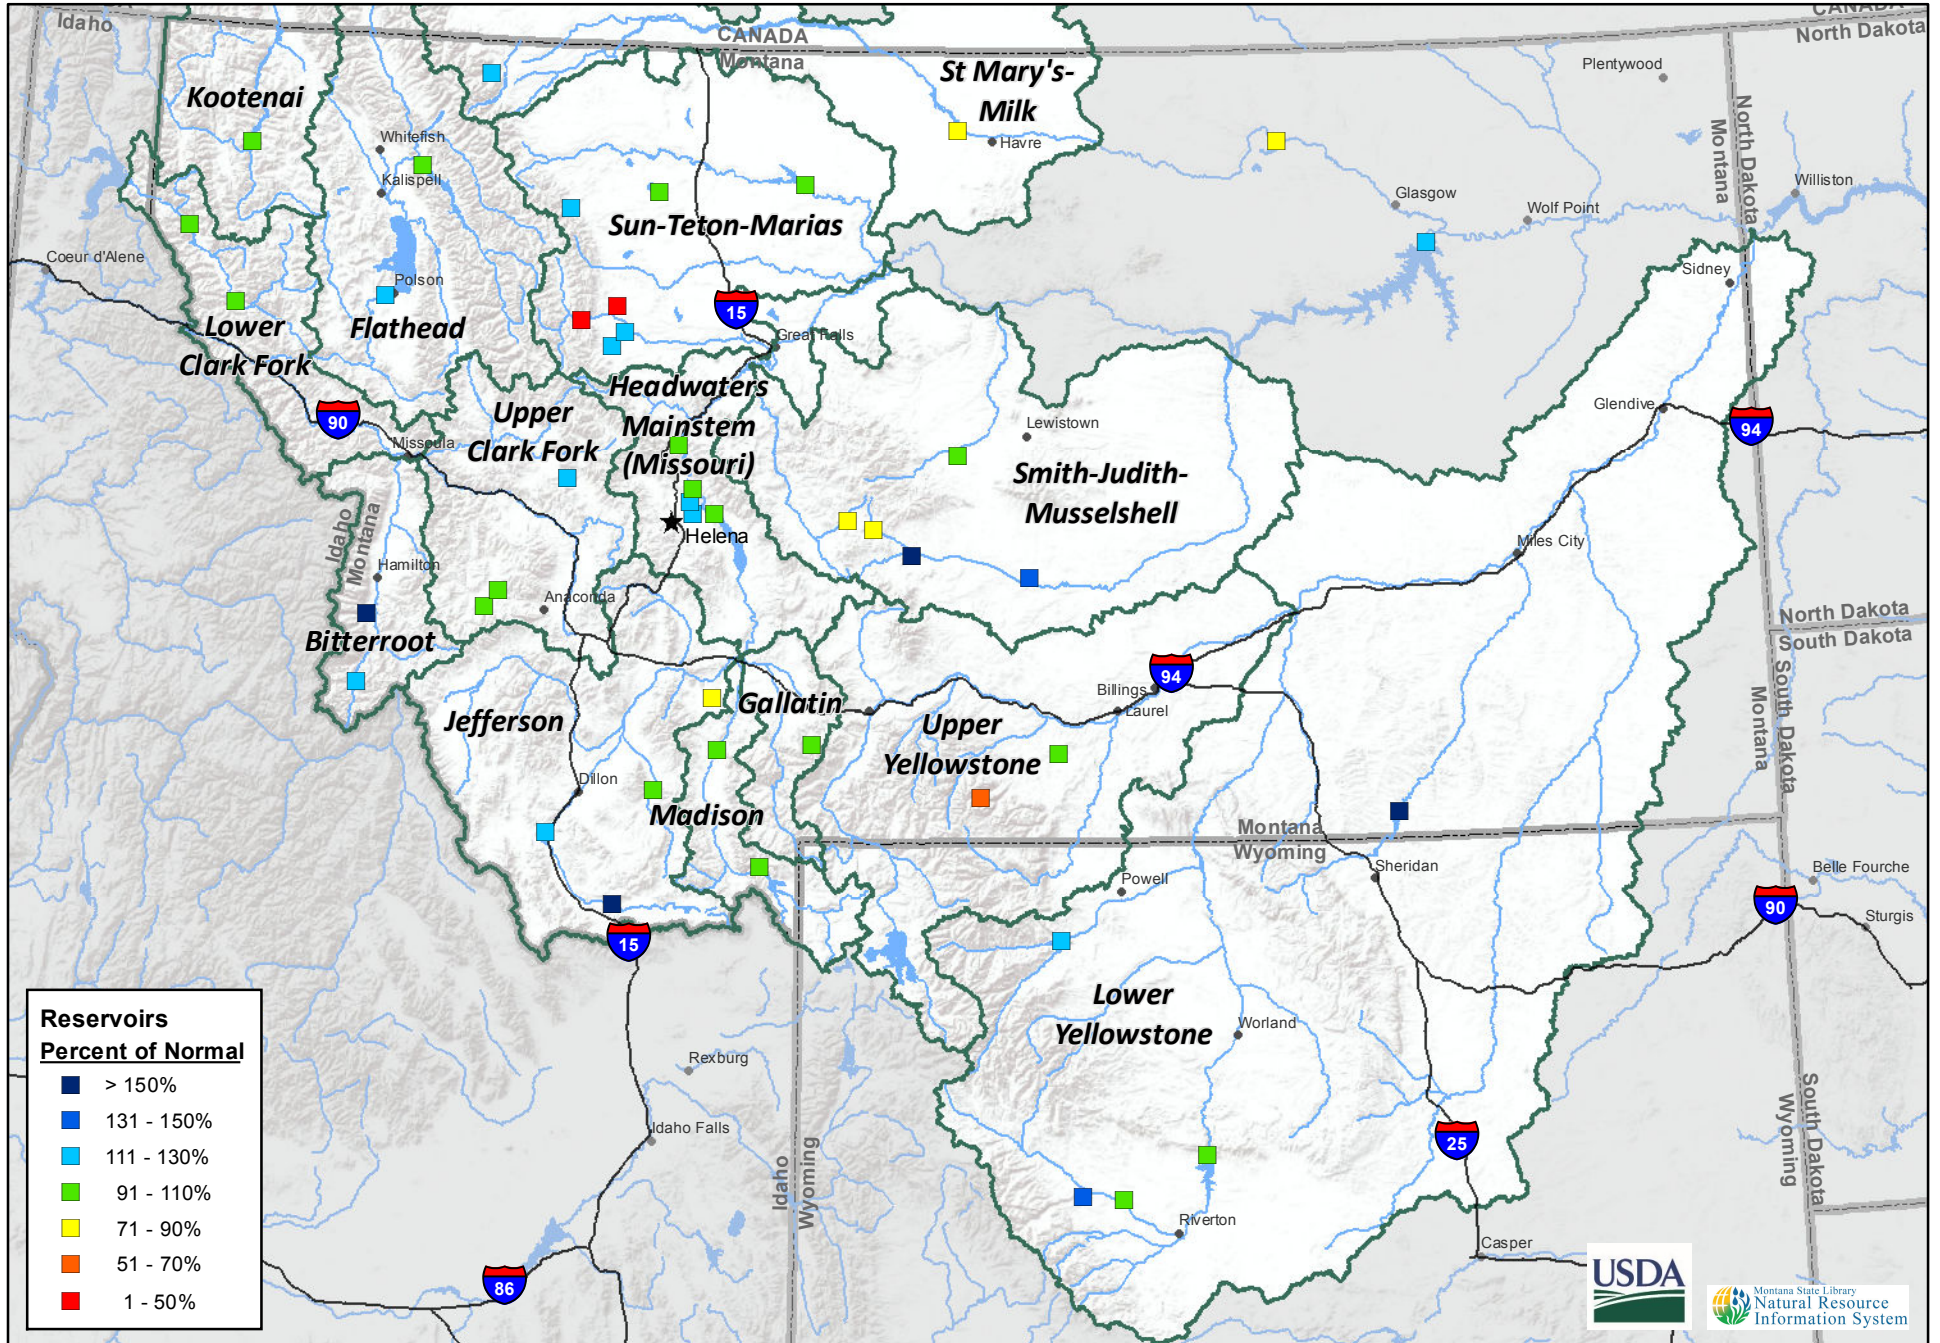 Idaho
CANADA
Montana
CANADA
North Dakota
Kootenai
St Mary's-
Milk
Plentywood
Whitefish
Havre
North Dakota
Montana
Kalispell
Glasgow
Wolf Point
Williston
Sun-Teton-Marias
Coeur d'Alene
Polson
Sidney
Lower
Clark Fork
Flathead
15
Great Falls
Headwaters
Mainstem
(Missouri)
Upper
Clark Fork
90
Missoula
Lewistown
Glendive
94
Smith-Judith-
Musselshell
Idaho
Montana
Helena
Hamilton
Anaconda
Miles City
Bitterroot
North Dakota
South Dakota
South Dakota
Montana
94
Billings
Laurel
Jefferson
Gallatin
Upper
Yellowstone
Dillon
Madison
Montana
Wyoming
Sheridan
Powell
Belle Fourche
90
Sturgis
15
Lower
Yellowstone
Worland
Rexburg
Idaho Falls
Idaho
Wyoming
25
South Dakota
Wyoming
Riverton
Casper
86
Reservoirs
Percent of Normal
> 150%
131 - 150%
111 - 130%
91 - 110%
71 - 90%
51 - 70%
1 - 50%
USDA
Montana State Library
Natural Resource
Information System